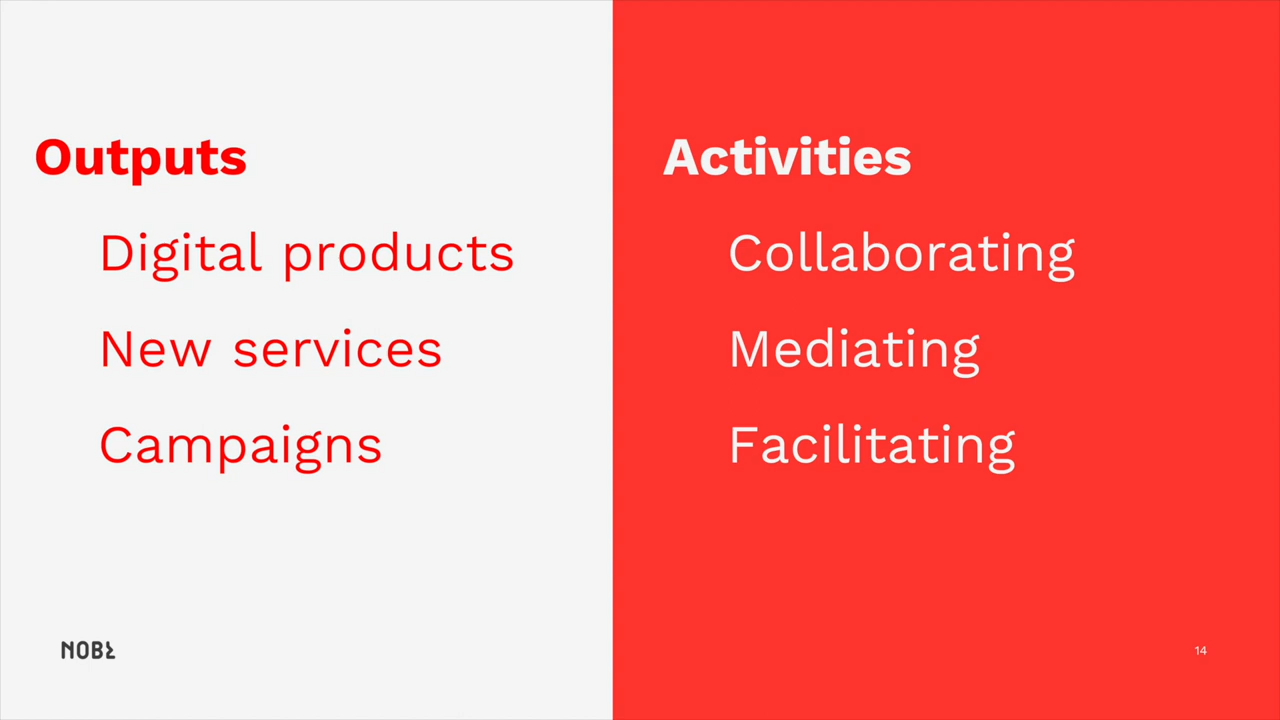 Outputs
Digital products
New services
Campaigns
Activities
Collaborating
Mediating
Facilitating
NOBL
14